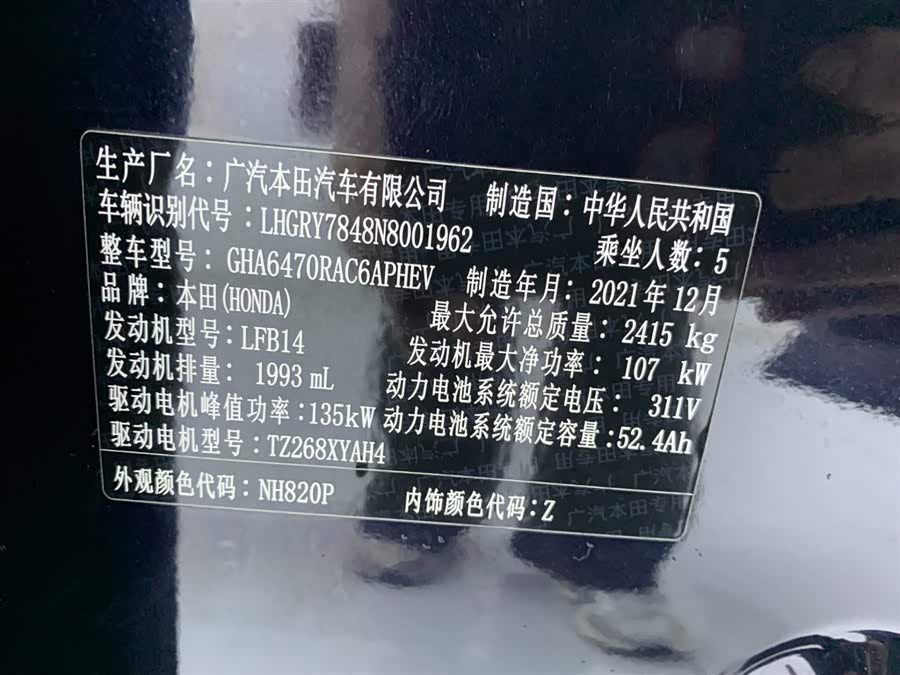 生产厂名：广汽本田汽车有限公司 制造国：中华人民共和国
车辆识别代号：LHGRY7848N8001962 乘坐人数：5
整车型号：GHA6470RAC6APHEV 制造年月：2021年12月
品牌：本田(HONDA) 最大允许总质量：2415 kg
发动机型号：LFB14 发动机最大净功率：107 kW
发动机排量：1993 mL 动力电池系统额定电压：311V
驱动电机峰值功率：135kW 动力电池系统额定容量：52.4Ah
驱动电机型号：TZ268XYAH4
外观颜色代码：NH820P 内饰颜色代码：Z